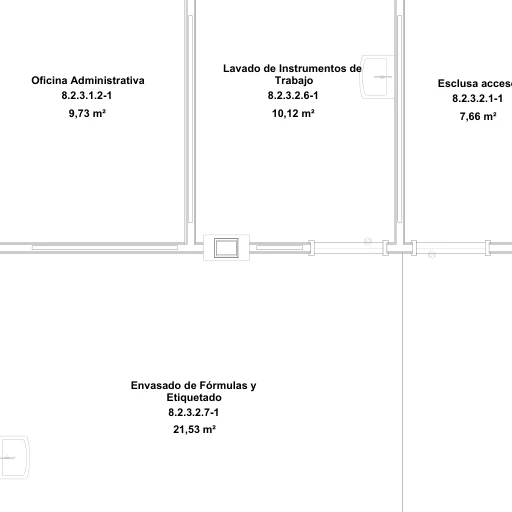 Oficina Administrativa
8.2.3.1.2-1
9,73 m²
Lavado de Instrumentos de
Trabajo
8.2.3.2.6-1
10,12 m²
Esclusa acceso
8.2.3.2.1-1
7,66 m²
Envasado de Fórmulas y
Etiquetado
8.2.3.2.7-1
21,53 m²